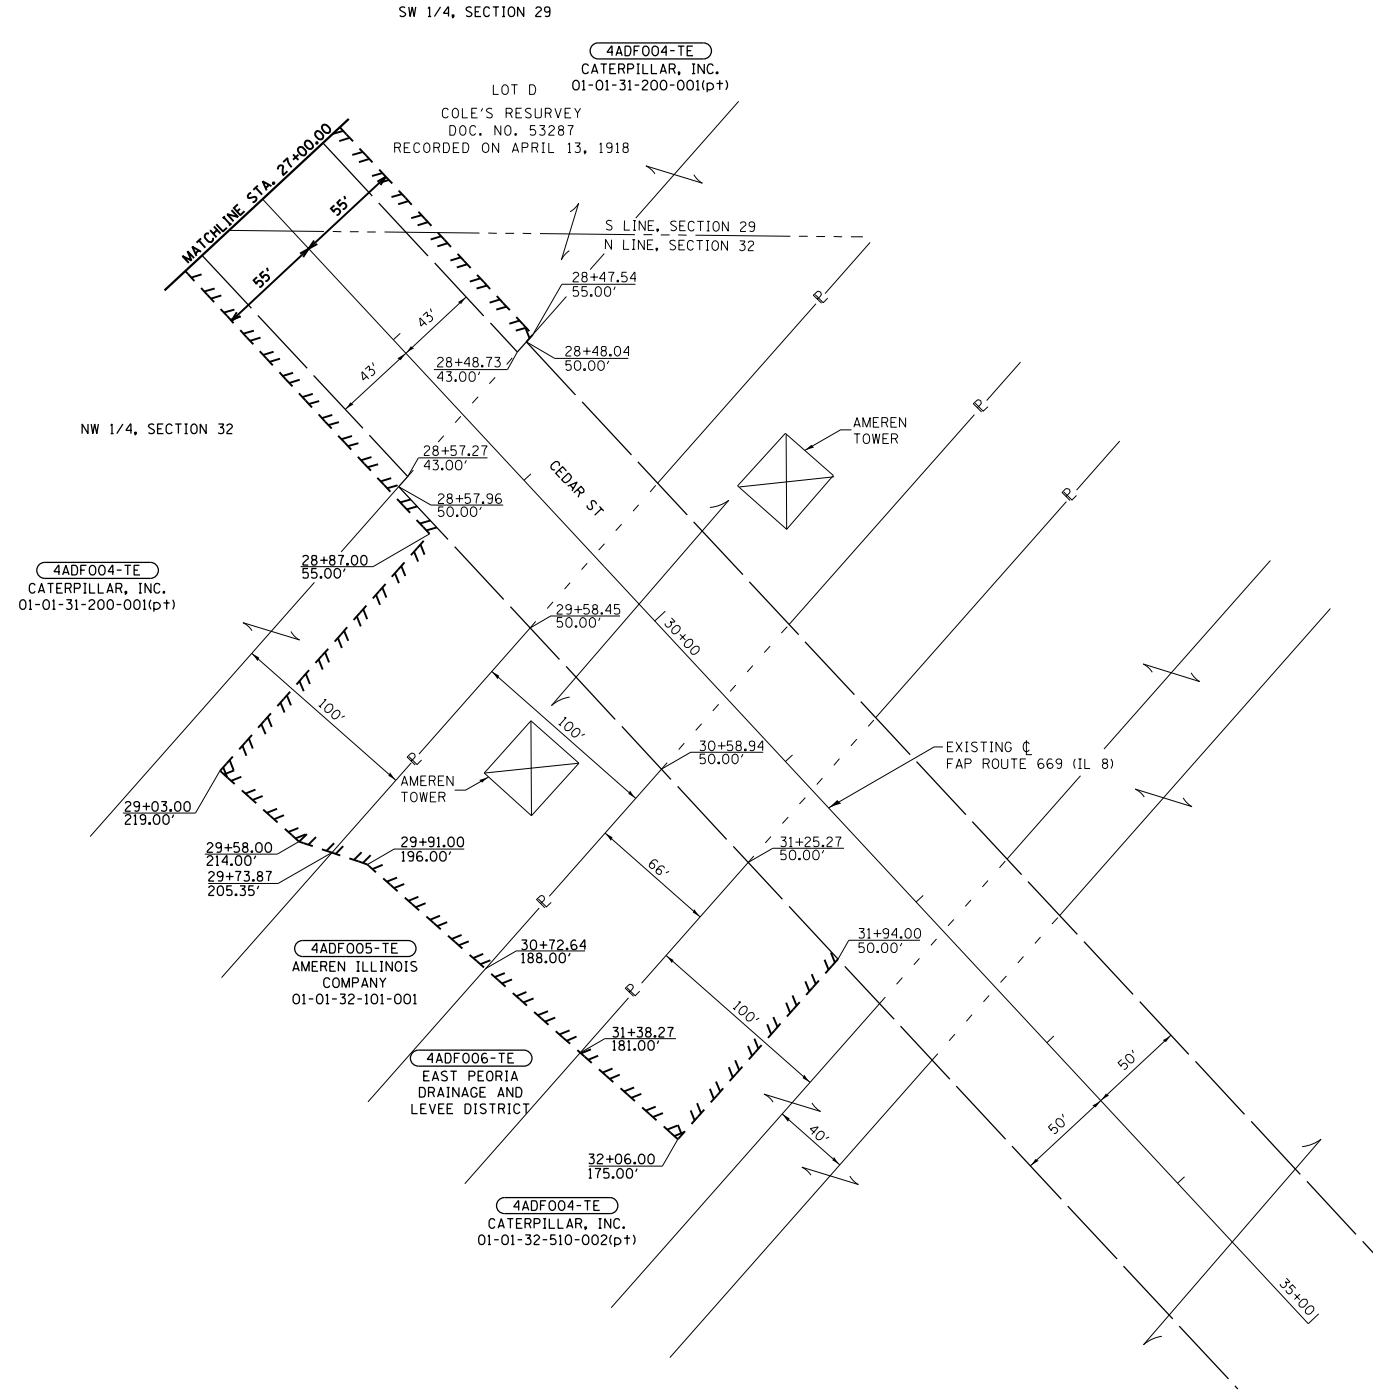 SW 1/4, SECTION 29
4ADF004-TE
CATERPILLAR, INC.
01-01-31-200-001(pt)
LOT D
COLE'S RESURVEY
DOC. NO. 53287
RECORDED ON APRIL 13, 1918
MATCHLINE STA. 27+00.00
55'
55'
S LINE, SECTION 29
N LINE, SECTION 32
28+47.54
55.00'
43'
43'
28+48.73
43.00'
28+48.04
50.00'
NW 1/4, SECTION 32
AMEREN
TOWER
28+57.27
43.00'
28+57.96
50.00'
CEDAR ST
28+87.00
55.00'
4ADF004-TE
CATERPILLAR, INC.
01-01-31-200-001(pt)
29+58.45
50.00'
30+00
100'
100'
30+58.94
50.00'
EXISTING ℄
FAP ROUTE 669 (IL 8)
AMEREN
TOWER
29+03.00
219.00'
29+58.00
214.00'
29+73.87
205.35'
29+91.00
196.00'
31+25.27
50.00'
66'
31+94.00
50.00'
4ADF005-TE
AMEREN ILLINOIS
COMPANY
01-01-32-101-001
30+72.64
188.00'
100'
31+38.27
181.00'
4ADF006-TE
EAST PEORIA
DRAINAGE AND
LEVEE DISTRICT
50'
50'
40'
32+06.00
175.00'
4ADF004-TE
CATERPILLAR, INC.
01-01-32-510-002(pt)
35+00